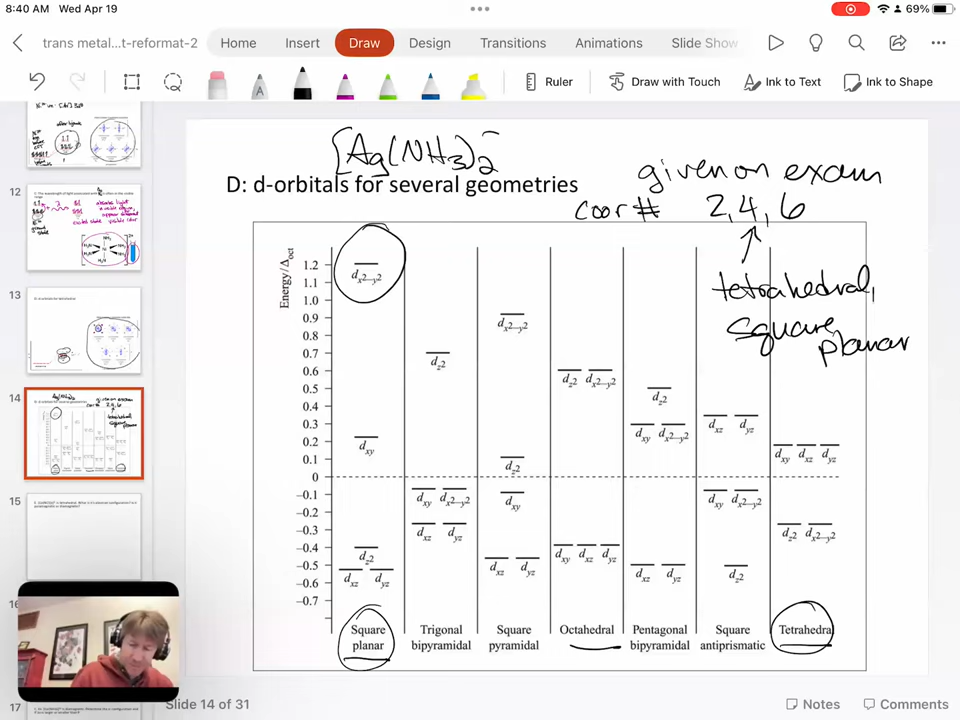 8:40 AM Wed Apr 19
69%
trans metal...t-reformat-2
Home
Insert
Draw
Design
Transitions
Animations
Slide Show
Ruler
Draw with Touch
Ink to Text
Ink to Shape
12
13
14
15
16
17
[Ag(NH3)2-
given on exam
D: d-orbitals for several geometries
coor # 2, 4, 6
tetrahedral,
square
planar
Energy/Δoct
1.2
1.1
1.0
0.9
0.8
0.7
0.6
0.5
0.4
0.3
0.2
0.1
0
−0.1
−0.2
−0.3
−0.4
−0.5
−0.6
−0.7
dx2−y2
dxy
dz2
dxz dyz
Square
planar
dz2
dxy dx2−y2
dxz dyz
Trigonal
bipyramidal
dx2−y2
dz2
dxy
dxz dyz
Square
pyramidal
dz2 dx2−y2
dxy dxz dyz
Octahedral
dz2
dxy dx2−y2
dxz dyz
Pentagonal
bipyramidal
dxz dyz
dxy dx2−y2
dz2
Square
antiprismatic
dxy dxz dyz
dz2 dx2−y2
Tetrahedral
Slide 14 of 31
Notes
Comments